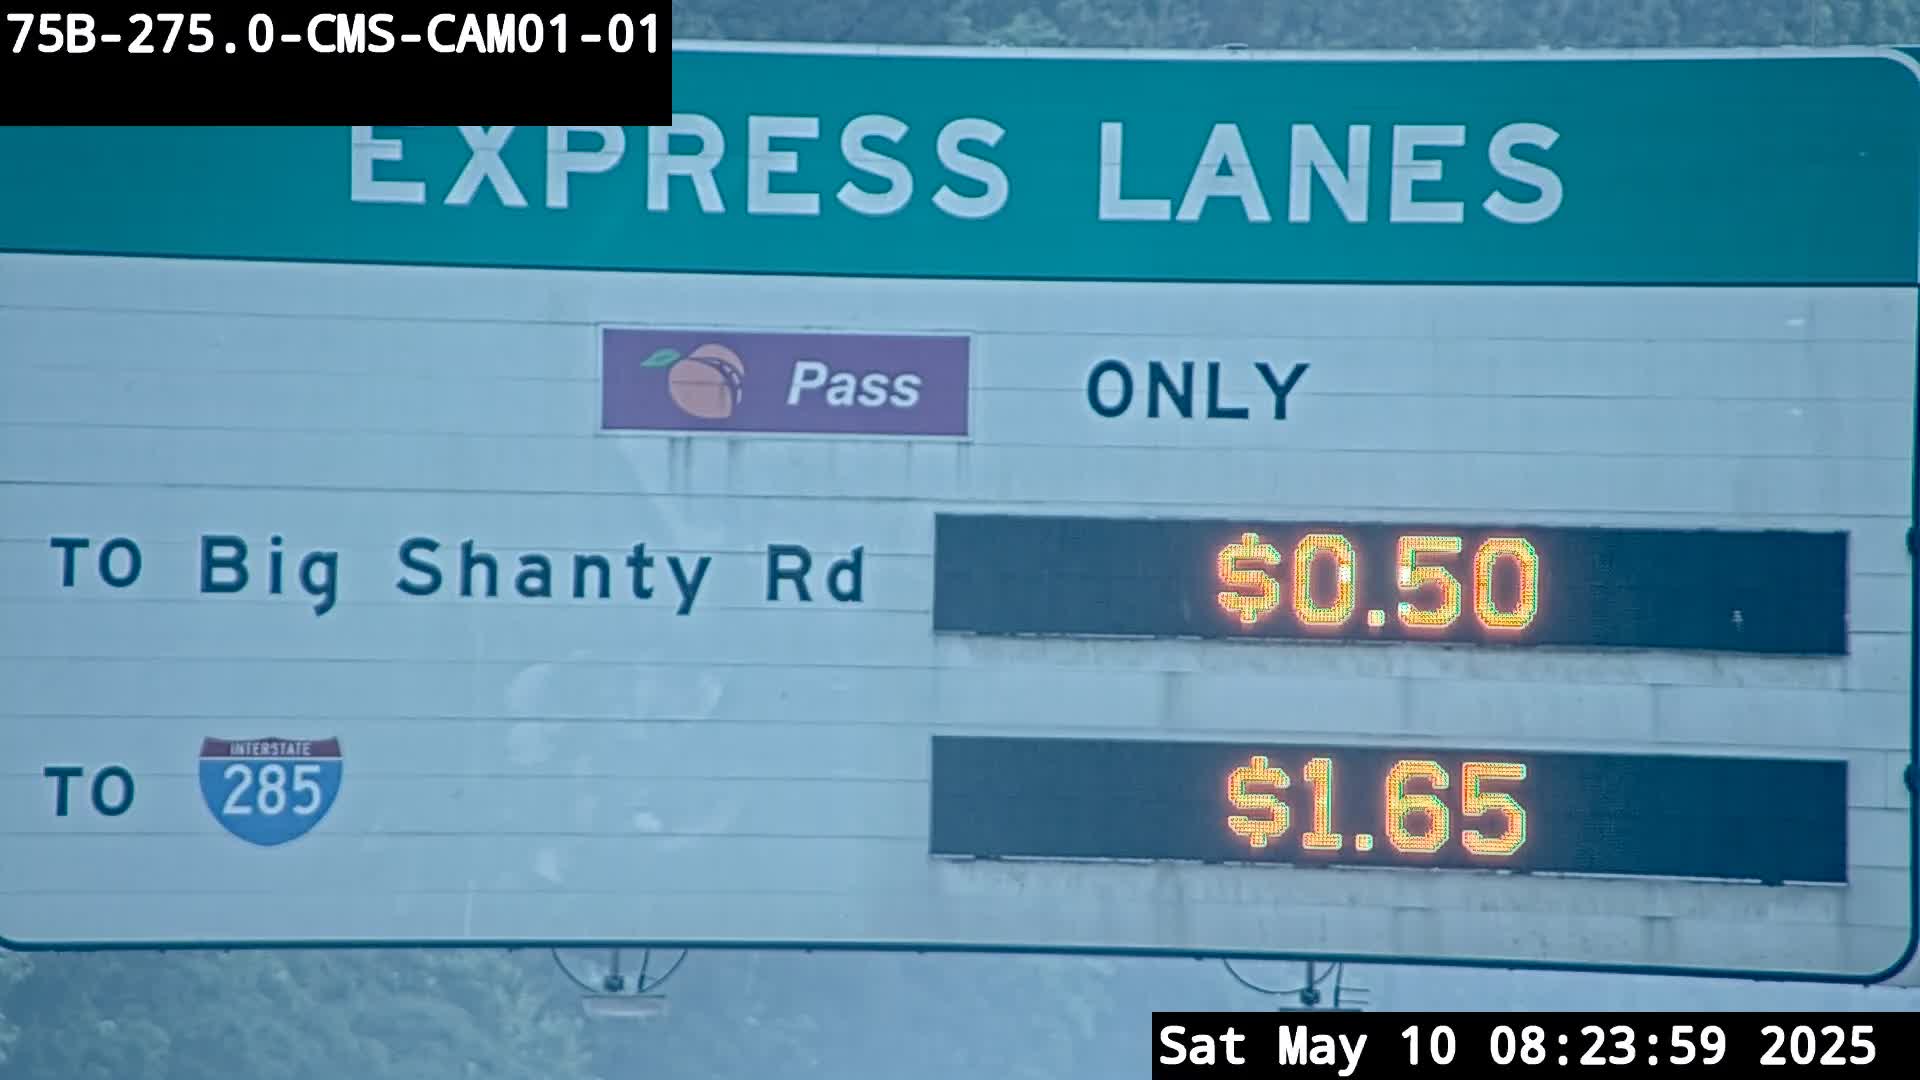 75B-275.0-CMS-CAM01-01
EXPRESS LANES
Pass ONLY
TO Big Shanty Rd $0.50
INTERSTATE
TO 285 $1.65
Sat May 10 08:23:59 2025